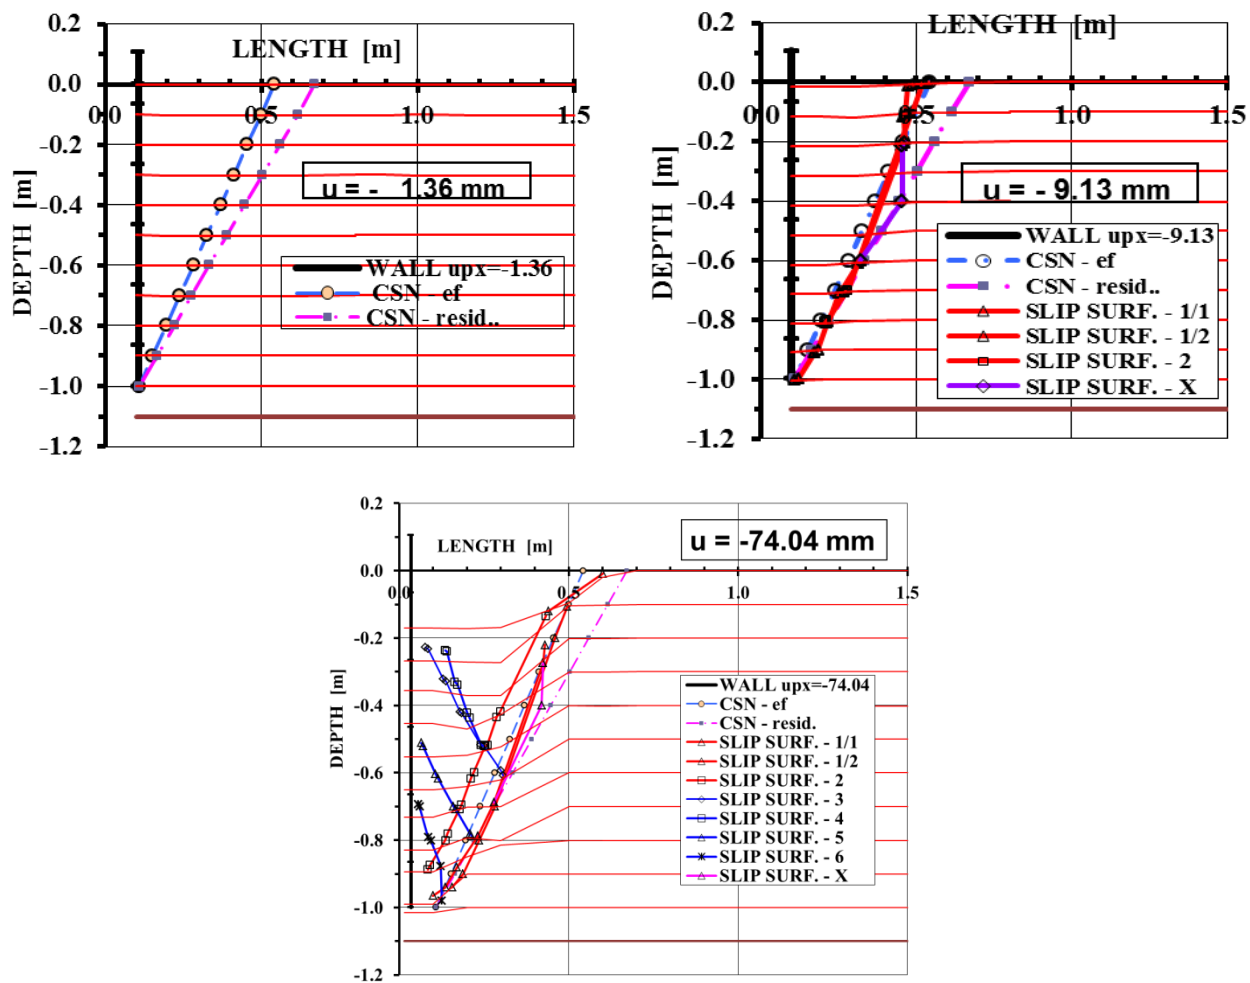 0.2
LENGTH [m]
0.0
0.0 0.5 1.0 1.5
-0.2
u = - 1.36 mm
-0.4
DEPTH [m]
-0.6
WALL upx=-1.36
CSN - ef
CSN - resid..
-0.8
-1.0
-1.2
0.2
LENGTH [m]
0.0
0.0 0.5 1.0 1.5
-0.2
u = - 9.13 mm
-0.4
DEPTH [m]
-0.6
WALL upx=-9.13
CSN - ef
CSN - resid..
SLIP SURF. - 1/1
SLIP SURF. - 1/2
SLIP SURF. - 2
SLIP SURF. - X
-0.8
-1.0
-1.2
0.2
u = -74.04 mm
LENGTH [m]
0.0
0.0 0.5 1.0 1.5
-0.2
-0.4
DEPTH [m]
-0.6
WALL upx=-74.04
CSN - ef
CSN - resid.
SLIP SURF. - 1/1
SLIP SURF. - 1/2
SLIP SURF. - 2
SLIP SURF. - 3
SLIP SURF. - 4
SLIP SURF. - 5
SLIP SURF. - 6
SLIP SURF. - X
-0.8
-1.0
-1.2